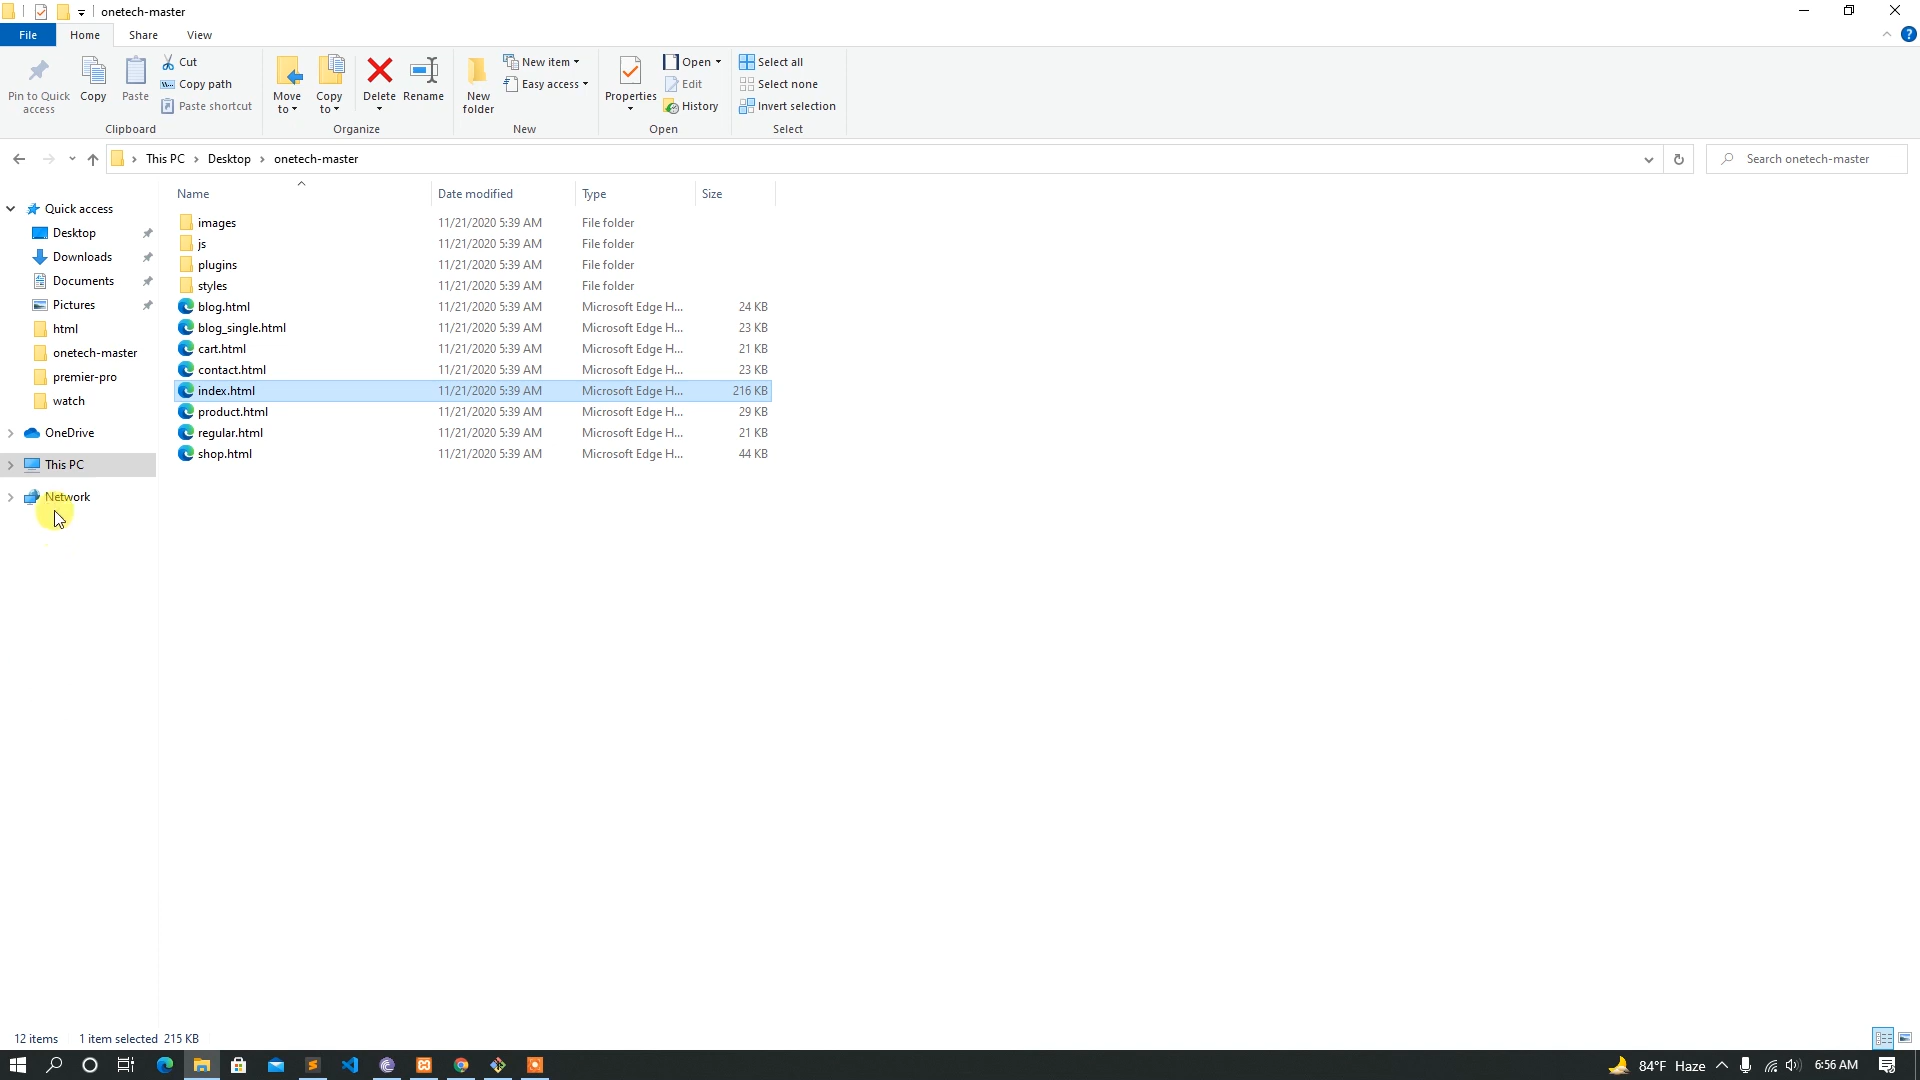 onetech-master
File Home Share View
Pin to Quick access
Copy
Paste
Cut
Copy path
Paste shortcut
Clipboard
Move to
Copy to
Delete
Rename
Organize
New folder
New item
Easy access
New
Properties
Open
Edit
History
Open
Select all
Select none
Invert selection
Select
This PC > Desktop > onetech-master
Search onetech-master
Name Date modified Type Size
Quick access
Desktop
Downloads
Documents
Pictures
html
onetech-master
premier-pro
watch
OneDrive
This PC
Network
images 11/21/2020 5:39 AM File folder
js 11/21/2020 5:39 AM File folder
plugins 11/21/2020 5:39 AM File folder
styles 11/21/2020 5:39 AM File folder
blog.html 11/21/2020 5:39 AM Microsoft Edge H... 24 KB
blog_single.html 11/21/2020 5:39 AM Microsoft Edge H... 23 KB
cart.html 11/21/2020 5:39 AM Microsoft Edge H... 21 KB
contact.html 11/21/2020 5:39 AM Microsoft Edge H... 23 KB
index.html 11/21/2020 5:39 AM Microsoft Edge H... 216 KB
product.html 11/21/2020 5:39 AM Microsoft Edge H... 29 KB
regular.html 11/21/2020 5:39 AM Microsoft Edge H... 21 KB
shop.html 11/21/2020 5:39 AM Microsoft Edge H... 44 KB
12 items 1 item selected 215 KB
84°F Haze 6:56 AM